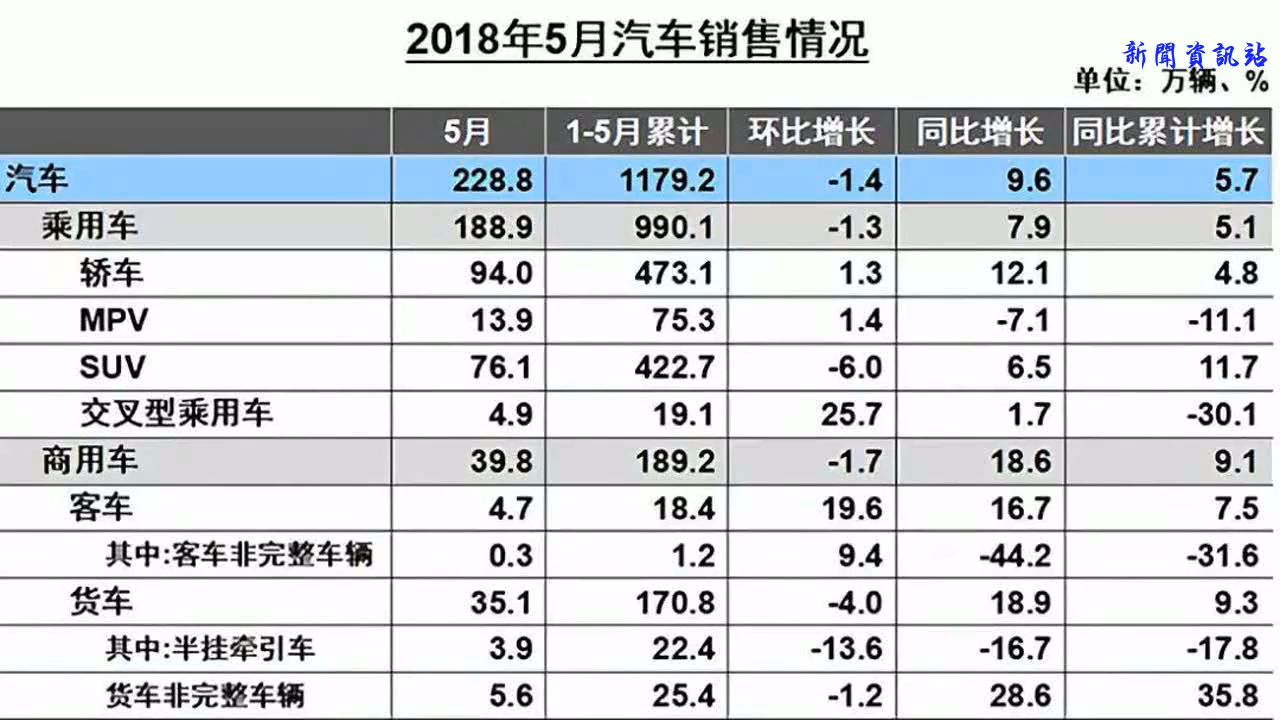 2018年5月汽车销售情况
新聞資訊站
单位：万辆、%
5月 1-5月累计 环比增长 同比增长 同比累计增长
汽车 228.8 1179.2 -1.4 9.6 5.7
乘用车 188.9 990.1 -1.3 7.9 5.1
轿车 94.0 473.1 1.3 12.1 4.8
MPV 13.9 75.3 1.4 -7.1 -11.1
SUV 76.1 422.7 -6.0 6.5 11.7
交叉型乘用车 4.9 19.1 25.7 1.7 -30.1
商用车 39.8 189.2 -1.7 18.6 9.1
客车 4.7 18.4 19.6 16.7 7.5
其中:客车非完整车辆 0.3 1.2 9.4 -44.2 -31.6
货车 35.1 170.8 -4.0 18.9 9.3
其中:半挂牵引车 3.9 22.4 -13.6 -16.7 -17.8
货车非完整车辆 5.6 25.4 -1.2 28.6 35.8